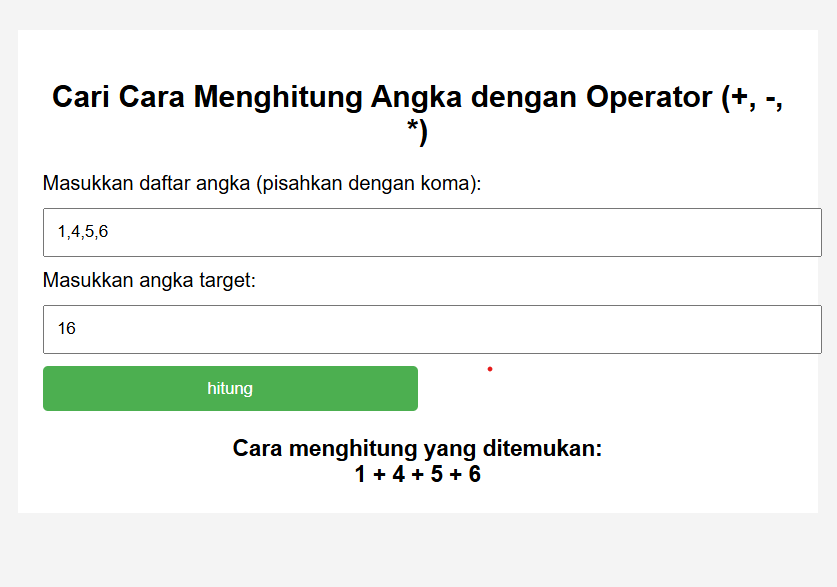 Cari Cara Menghitung Angka dengan Operator (+, -,
*)
Masukkan daftar angka (pisahkan dengan koma):
1,4,5,6
Masukkan angka target:
16
hitung
Cara menghitung yang ditemukan:
1 + 4 + 5 + 6